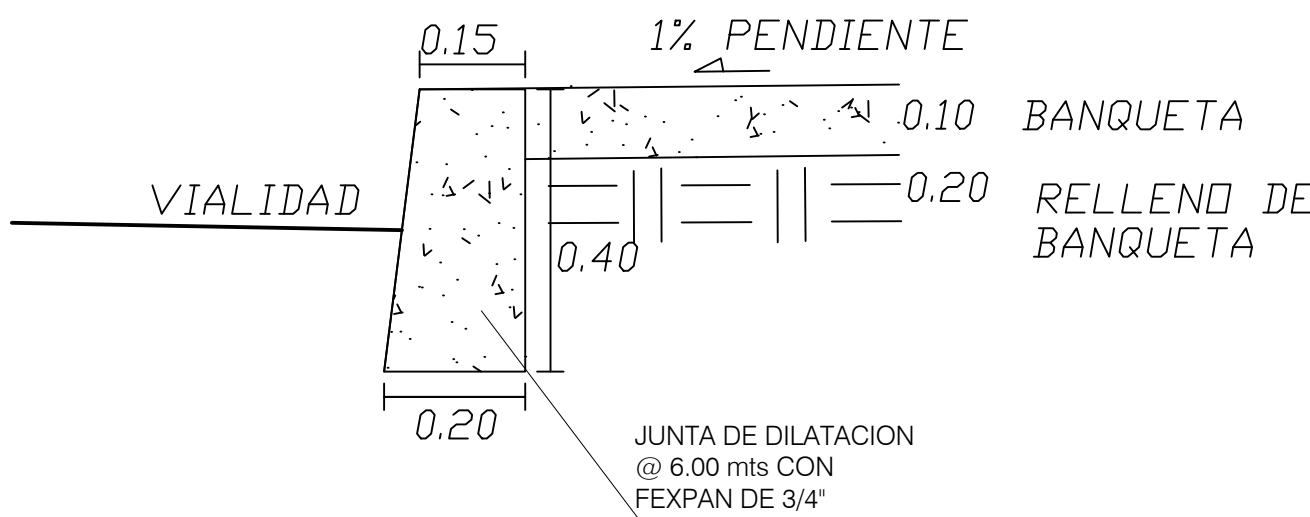 0.15
1% PENDIENTE
0.10 BANQUETA
VIALIDAD
0.20 RELLENO DE
BANQUETA
0.40
0.20
JUNTA DE DILATACION
@ 6.00 mts CON
FEXPAN DE 3/4"